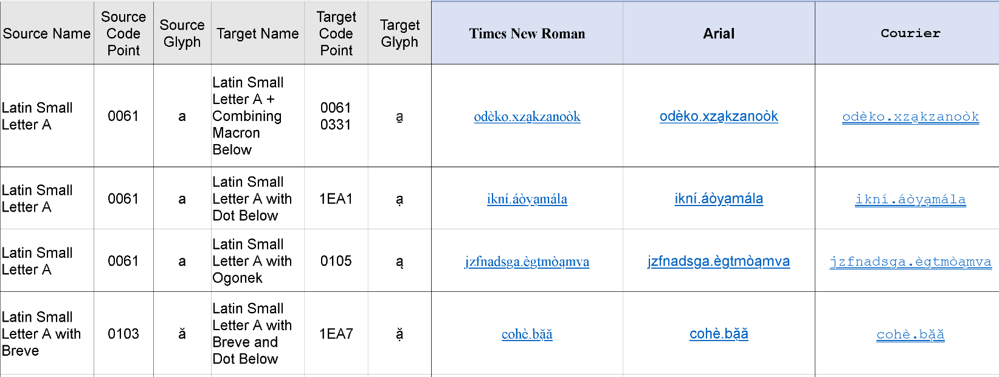 Source Name
Source
Code
Point
Source
Glyph
Target Name
Target
Code
Point
Target
Glyph
Times New Roman
Arial
Courier
Latin Small
Letter A
0061
a
Latin Small
Letter A +
Combining
Macron
Below
0061
0331
a̱
odèko.xza̱kzanoòk
odèko.xza̱kzanoòk
odèko.xza̱kzanoòk
Latin Small
Letter A
0061
a
Latin Small
Letter A with
Dot Below
1EA1
ạ
ikní.áòyạmála
ikní.áòyạmála
ikní.áòyạmála
Latin Small
Letter A
0061
a
Latin Small
Letter A with
Ogonek
0105
ą
jzfnadsga.ègtmòąmva
jzfnadsga.ègtmòąmva
jzfnadsga.ègtmòąmva
Latin Small
Letter A with
Breve
0103
ă
Latin Small
Letter A with
Breve and
Dot Below
1EA7
ặ
cohè.bặă
cohè.bặă
cohè.bặă